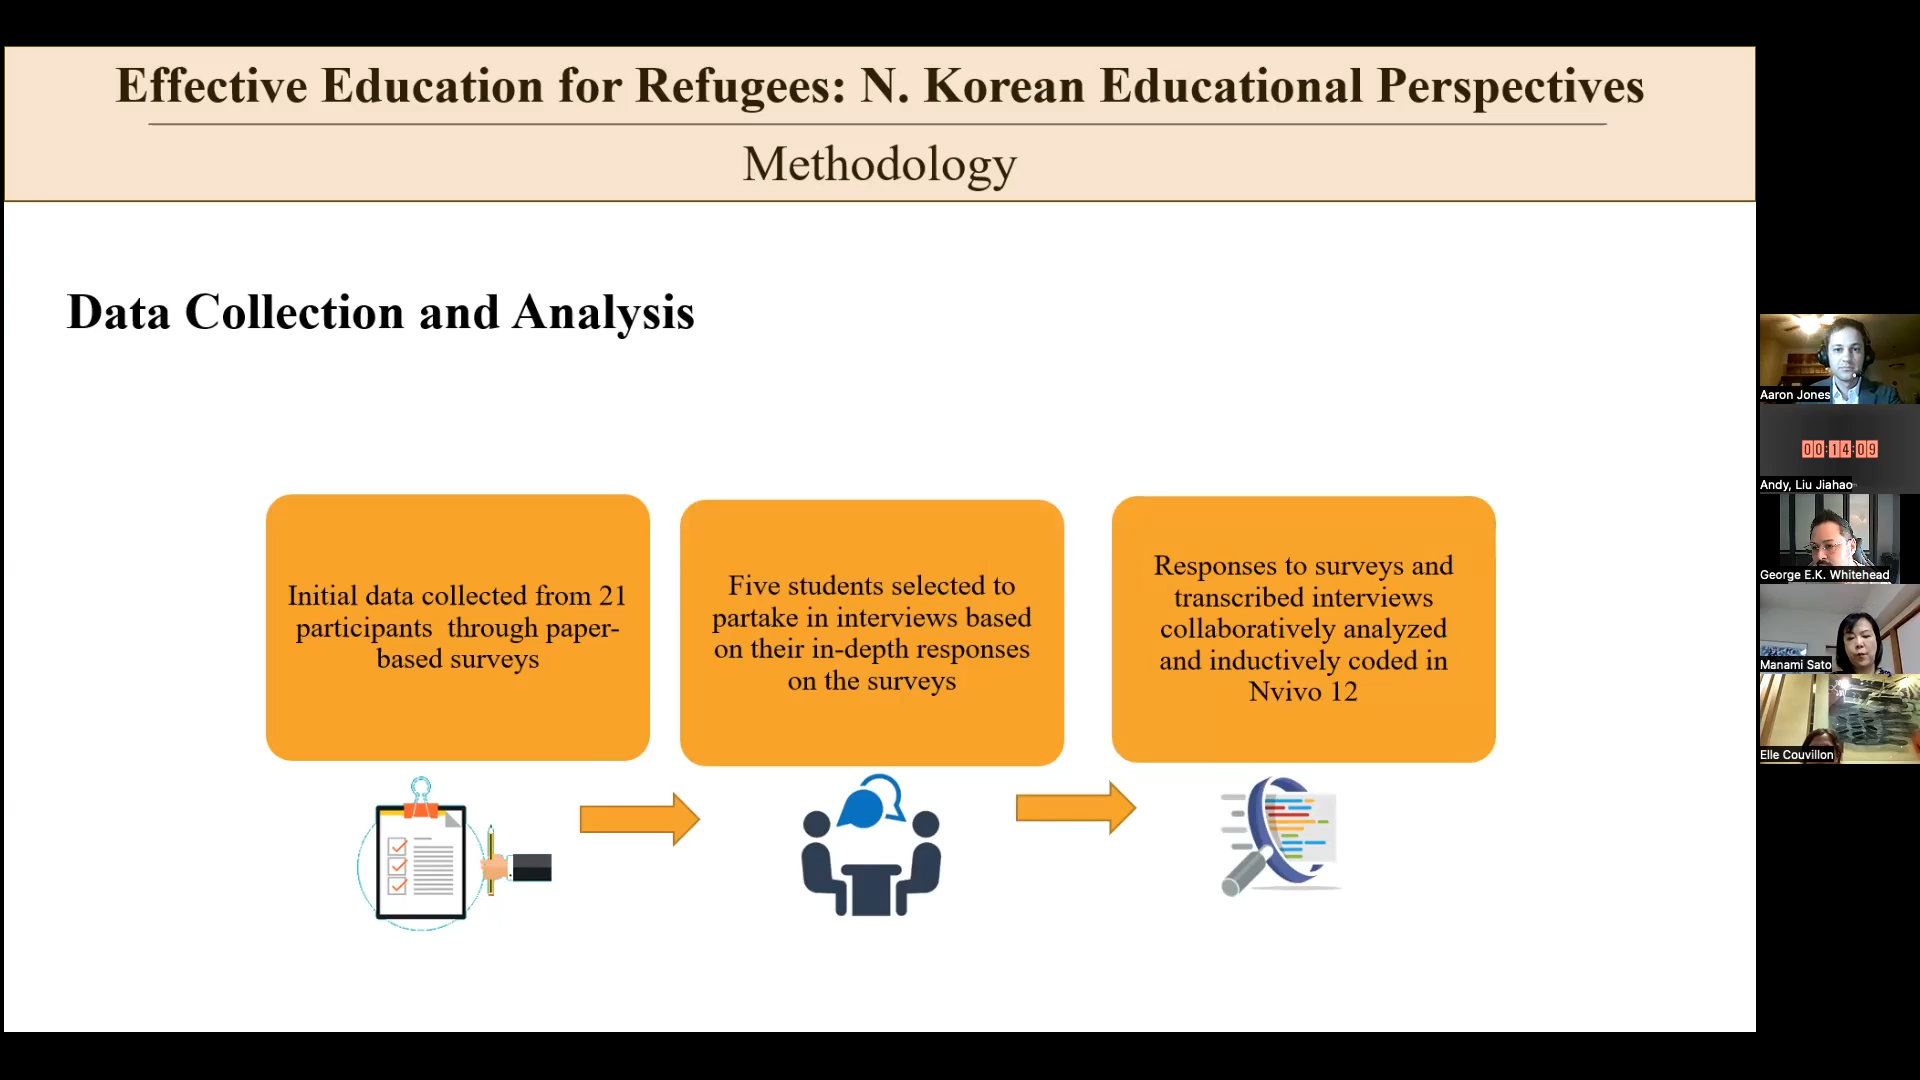 Effective Education for Refugees: N. Korean Educational Perspectives
Methodology
Data Collection and Analysis
Initial data collected from 21
participants  through paper-
based surveys
Five students selected to
partake in interviews based
on their in-depth responses
on the surveys
Responses to surveys and
transcribed interviews
collaboratively analyzed
and inductively coded in
Nvivo 12
Aaron Jones
00:14:09
Andy, Liu Jiahao
George E.K. Whitehead
Manami Sato
Elle Couvillon